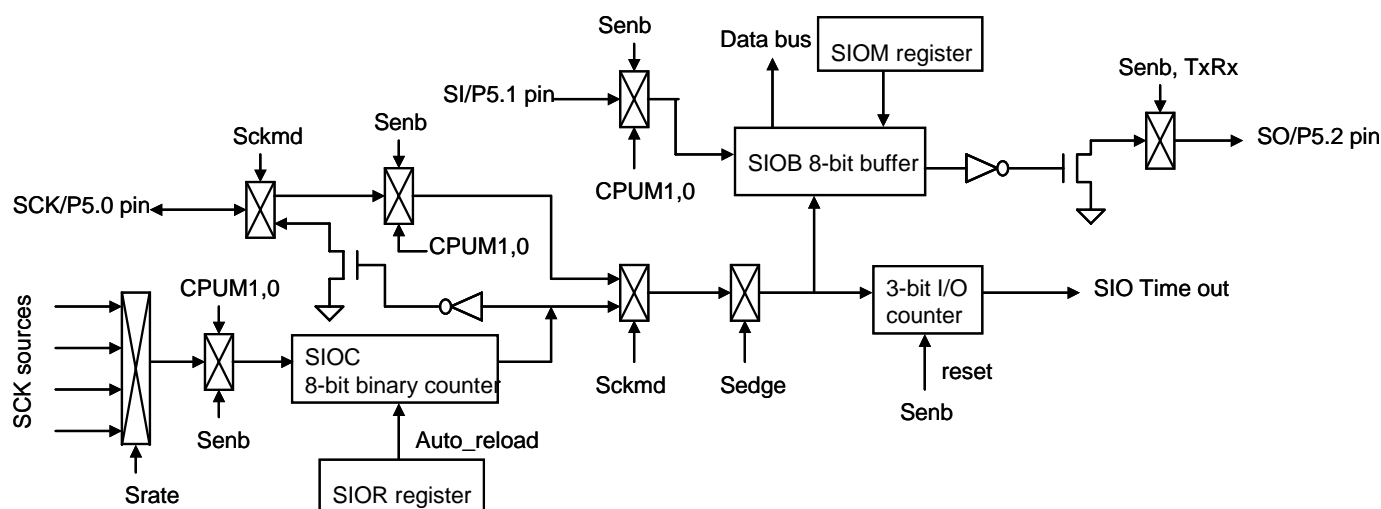 Senb
Data bus
SIOM register
Senb, TxRx
SI/P5.1 pin
Sckmd
Senb
SIOB 8-bit buffer
SO/P5.2 pin
CPUM1,0
SCK/P5.0 pin
CPUM1,0
CPUM1,0
3-bit I/O
counter
SIO Time out
SCK sources
SIOC
8-bit binary counter
Sckmd
Sedge
reset
Senb
Senb
Auto_reload
Srate
SIOR register